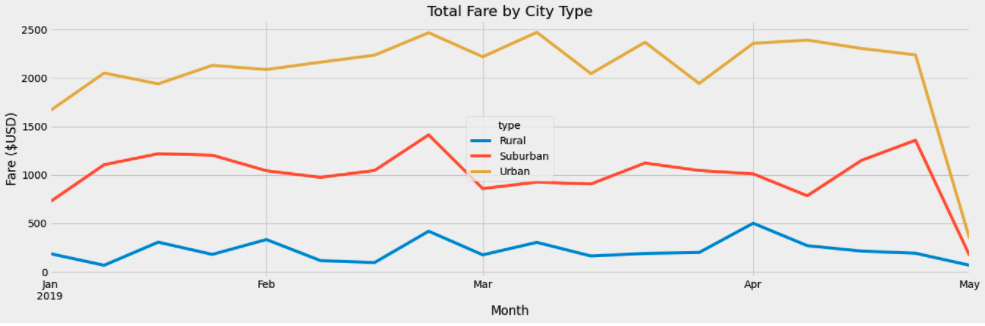 Total Fare by City Type
Fare ($USD)
2500
2000
1500
1000
500
0
type
Rural
Suburban
Urban
Jan
2019
Feb
Mar
Apr
May
Month